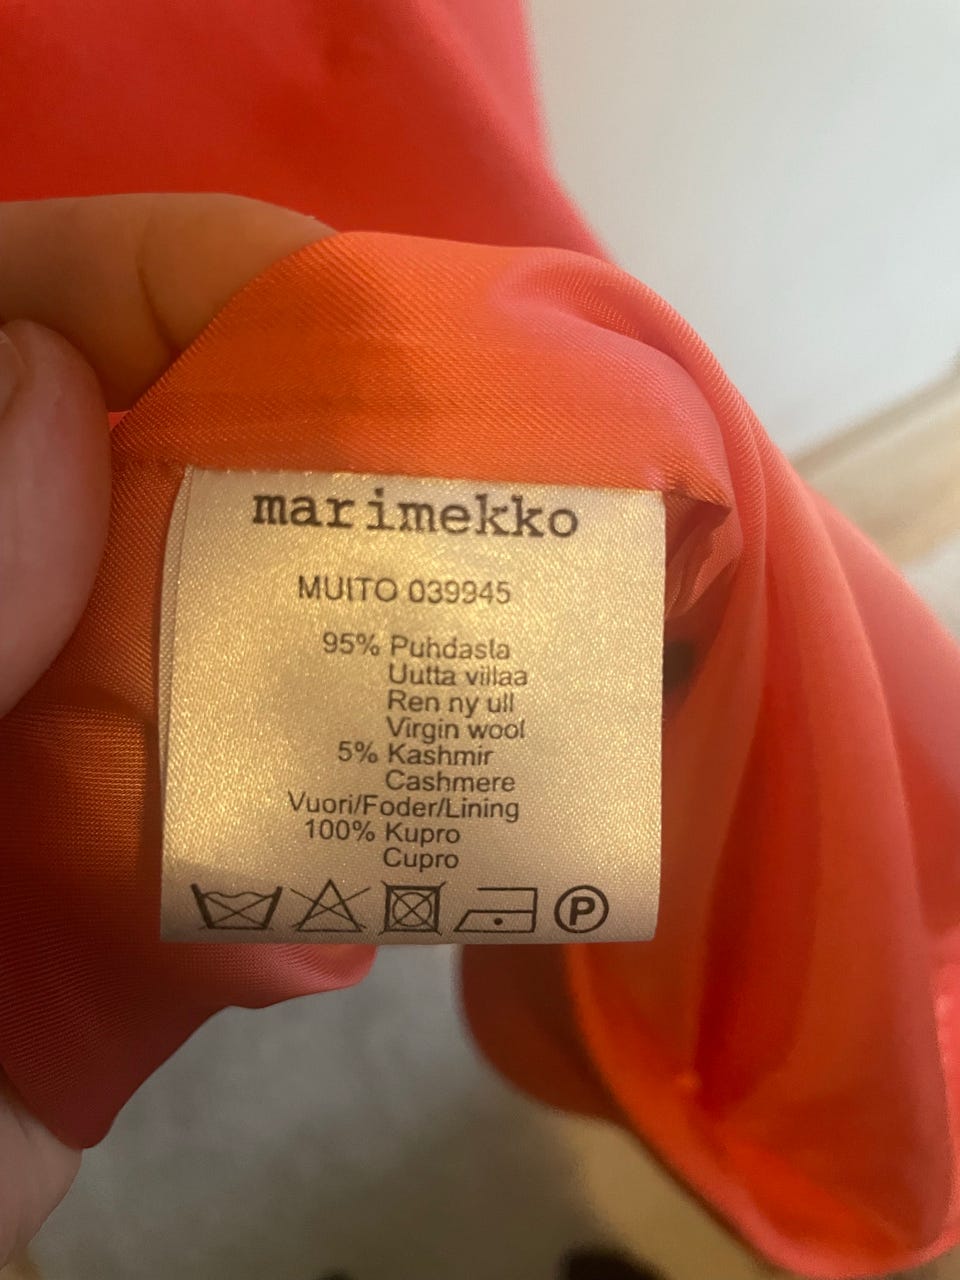 marimekko
MUITO 039945
95% Puhdasta
Uutta villaa
Ren ny ull
Virgin wool
5% Kashmir
Cashmere
Vuori/Foder/Lining
100% Kupro
Cupro
P